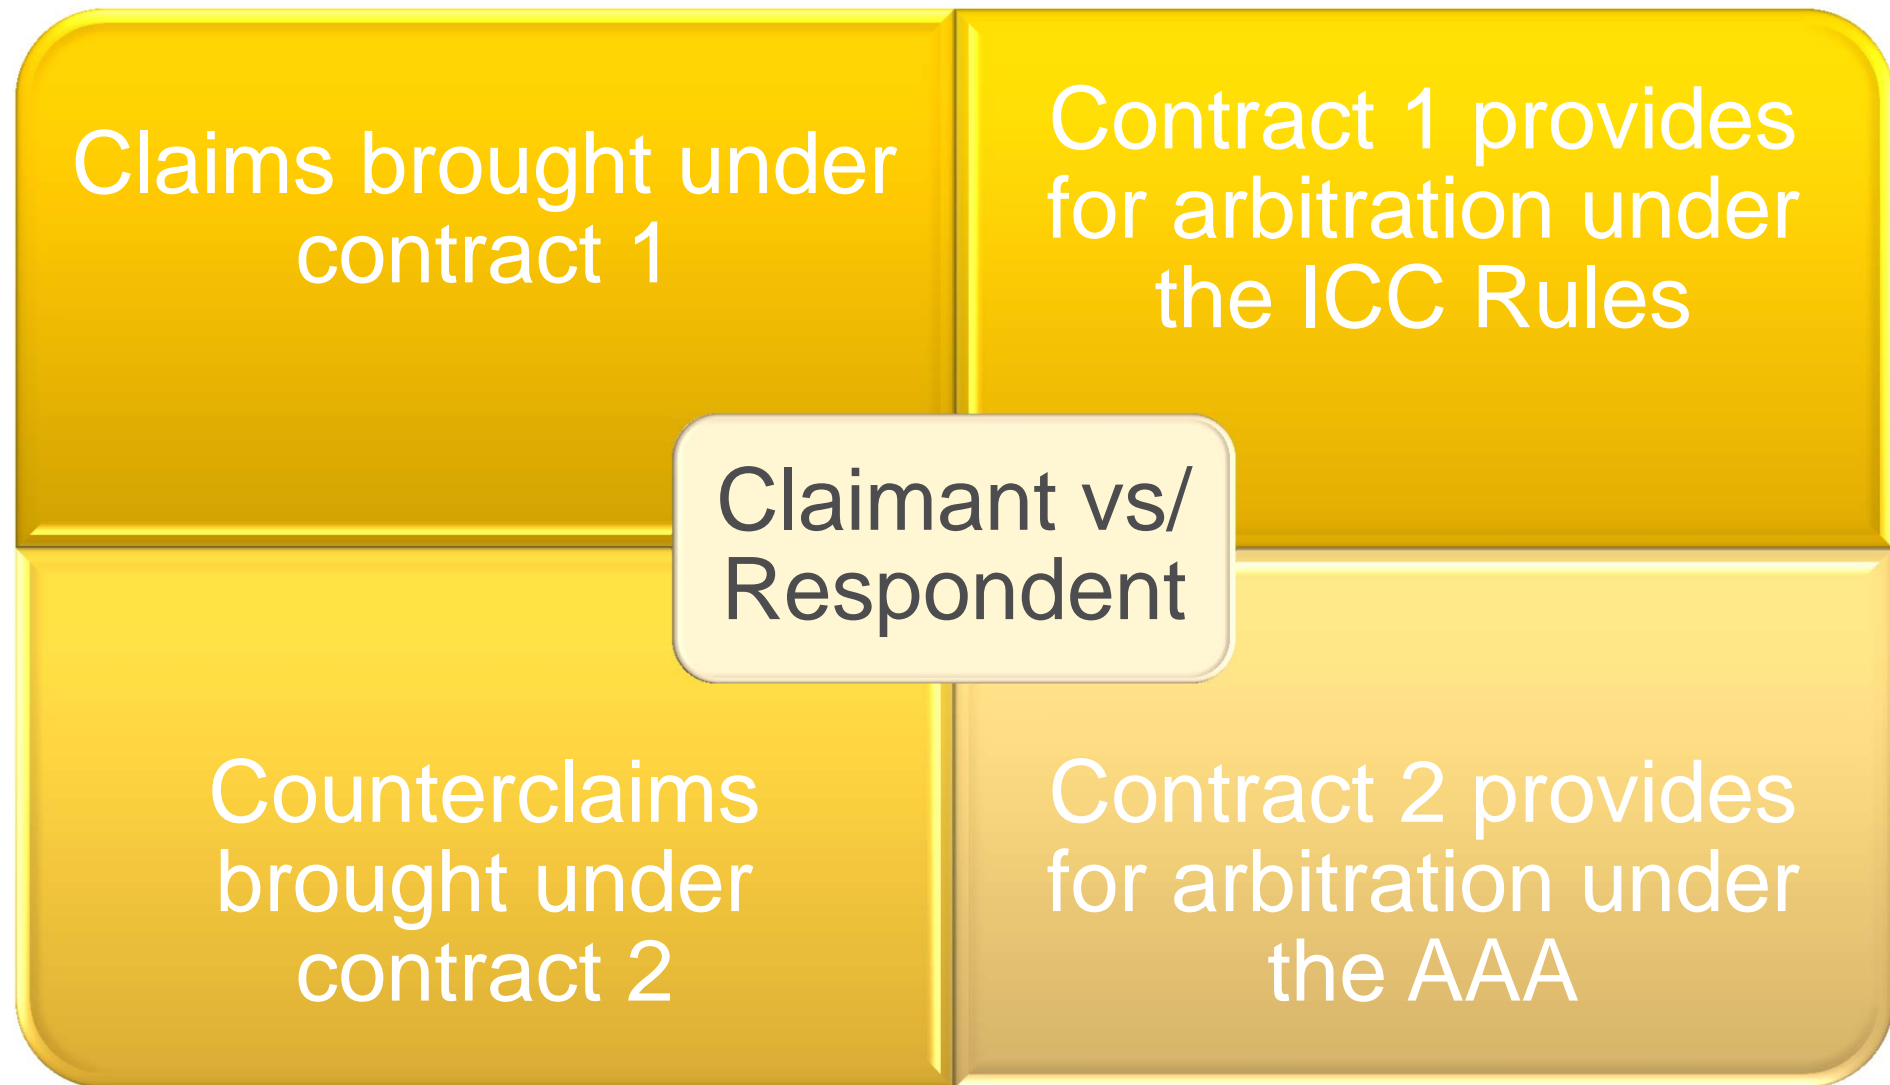 Claims brought under
contract 1
Contract 1 provides
for arbitration under
the ICC Rules
Claimant vs/
Respondent
Counterclaims
brought under
contract 2
Contract 2 provides
for arbitration under
the AAA